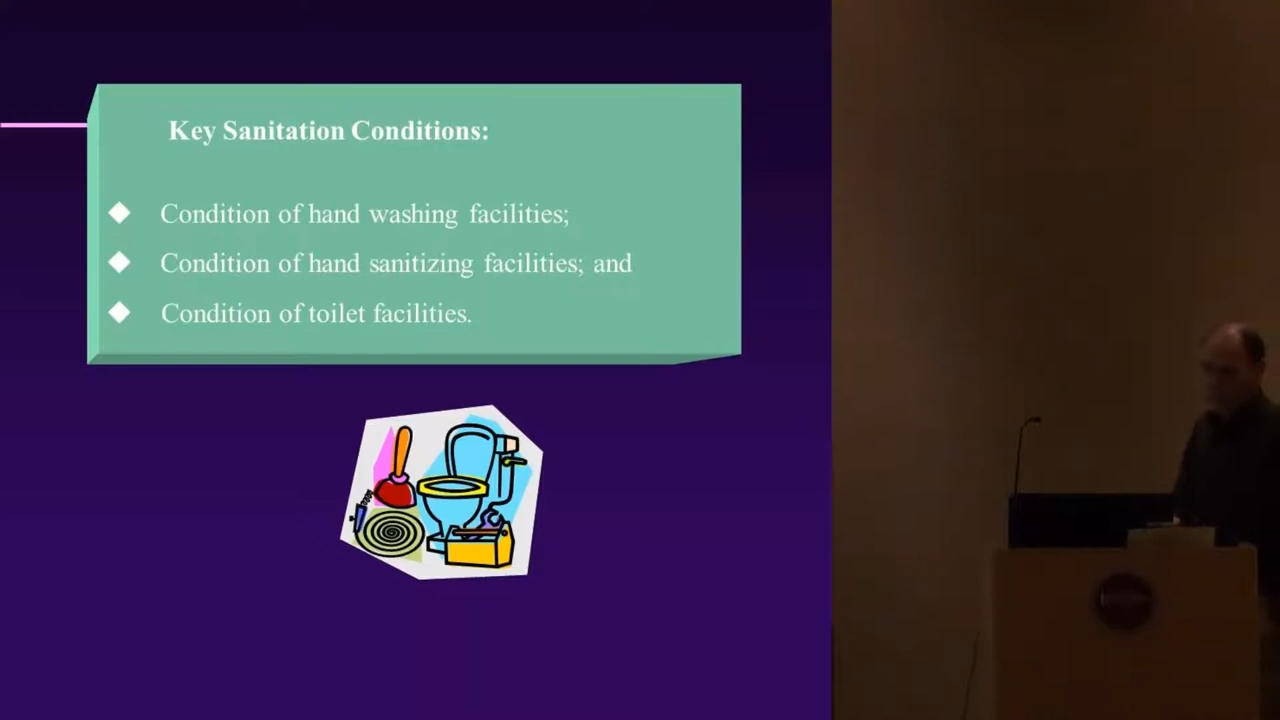 Key Sanitation Conditions:
Condition of hand washing facilities;
Condition of hand sanitizing facilities; and
Condition of toilet facilities.